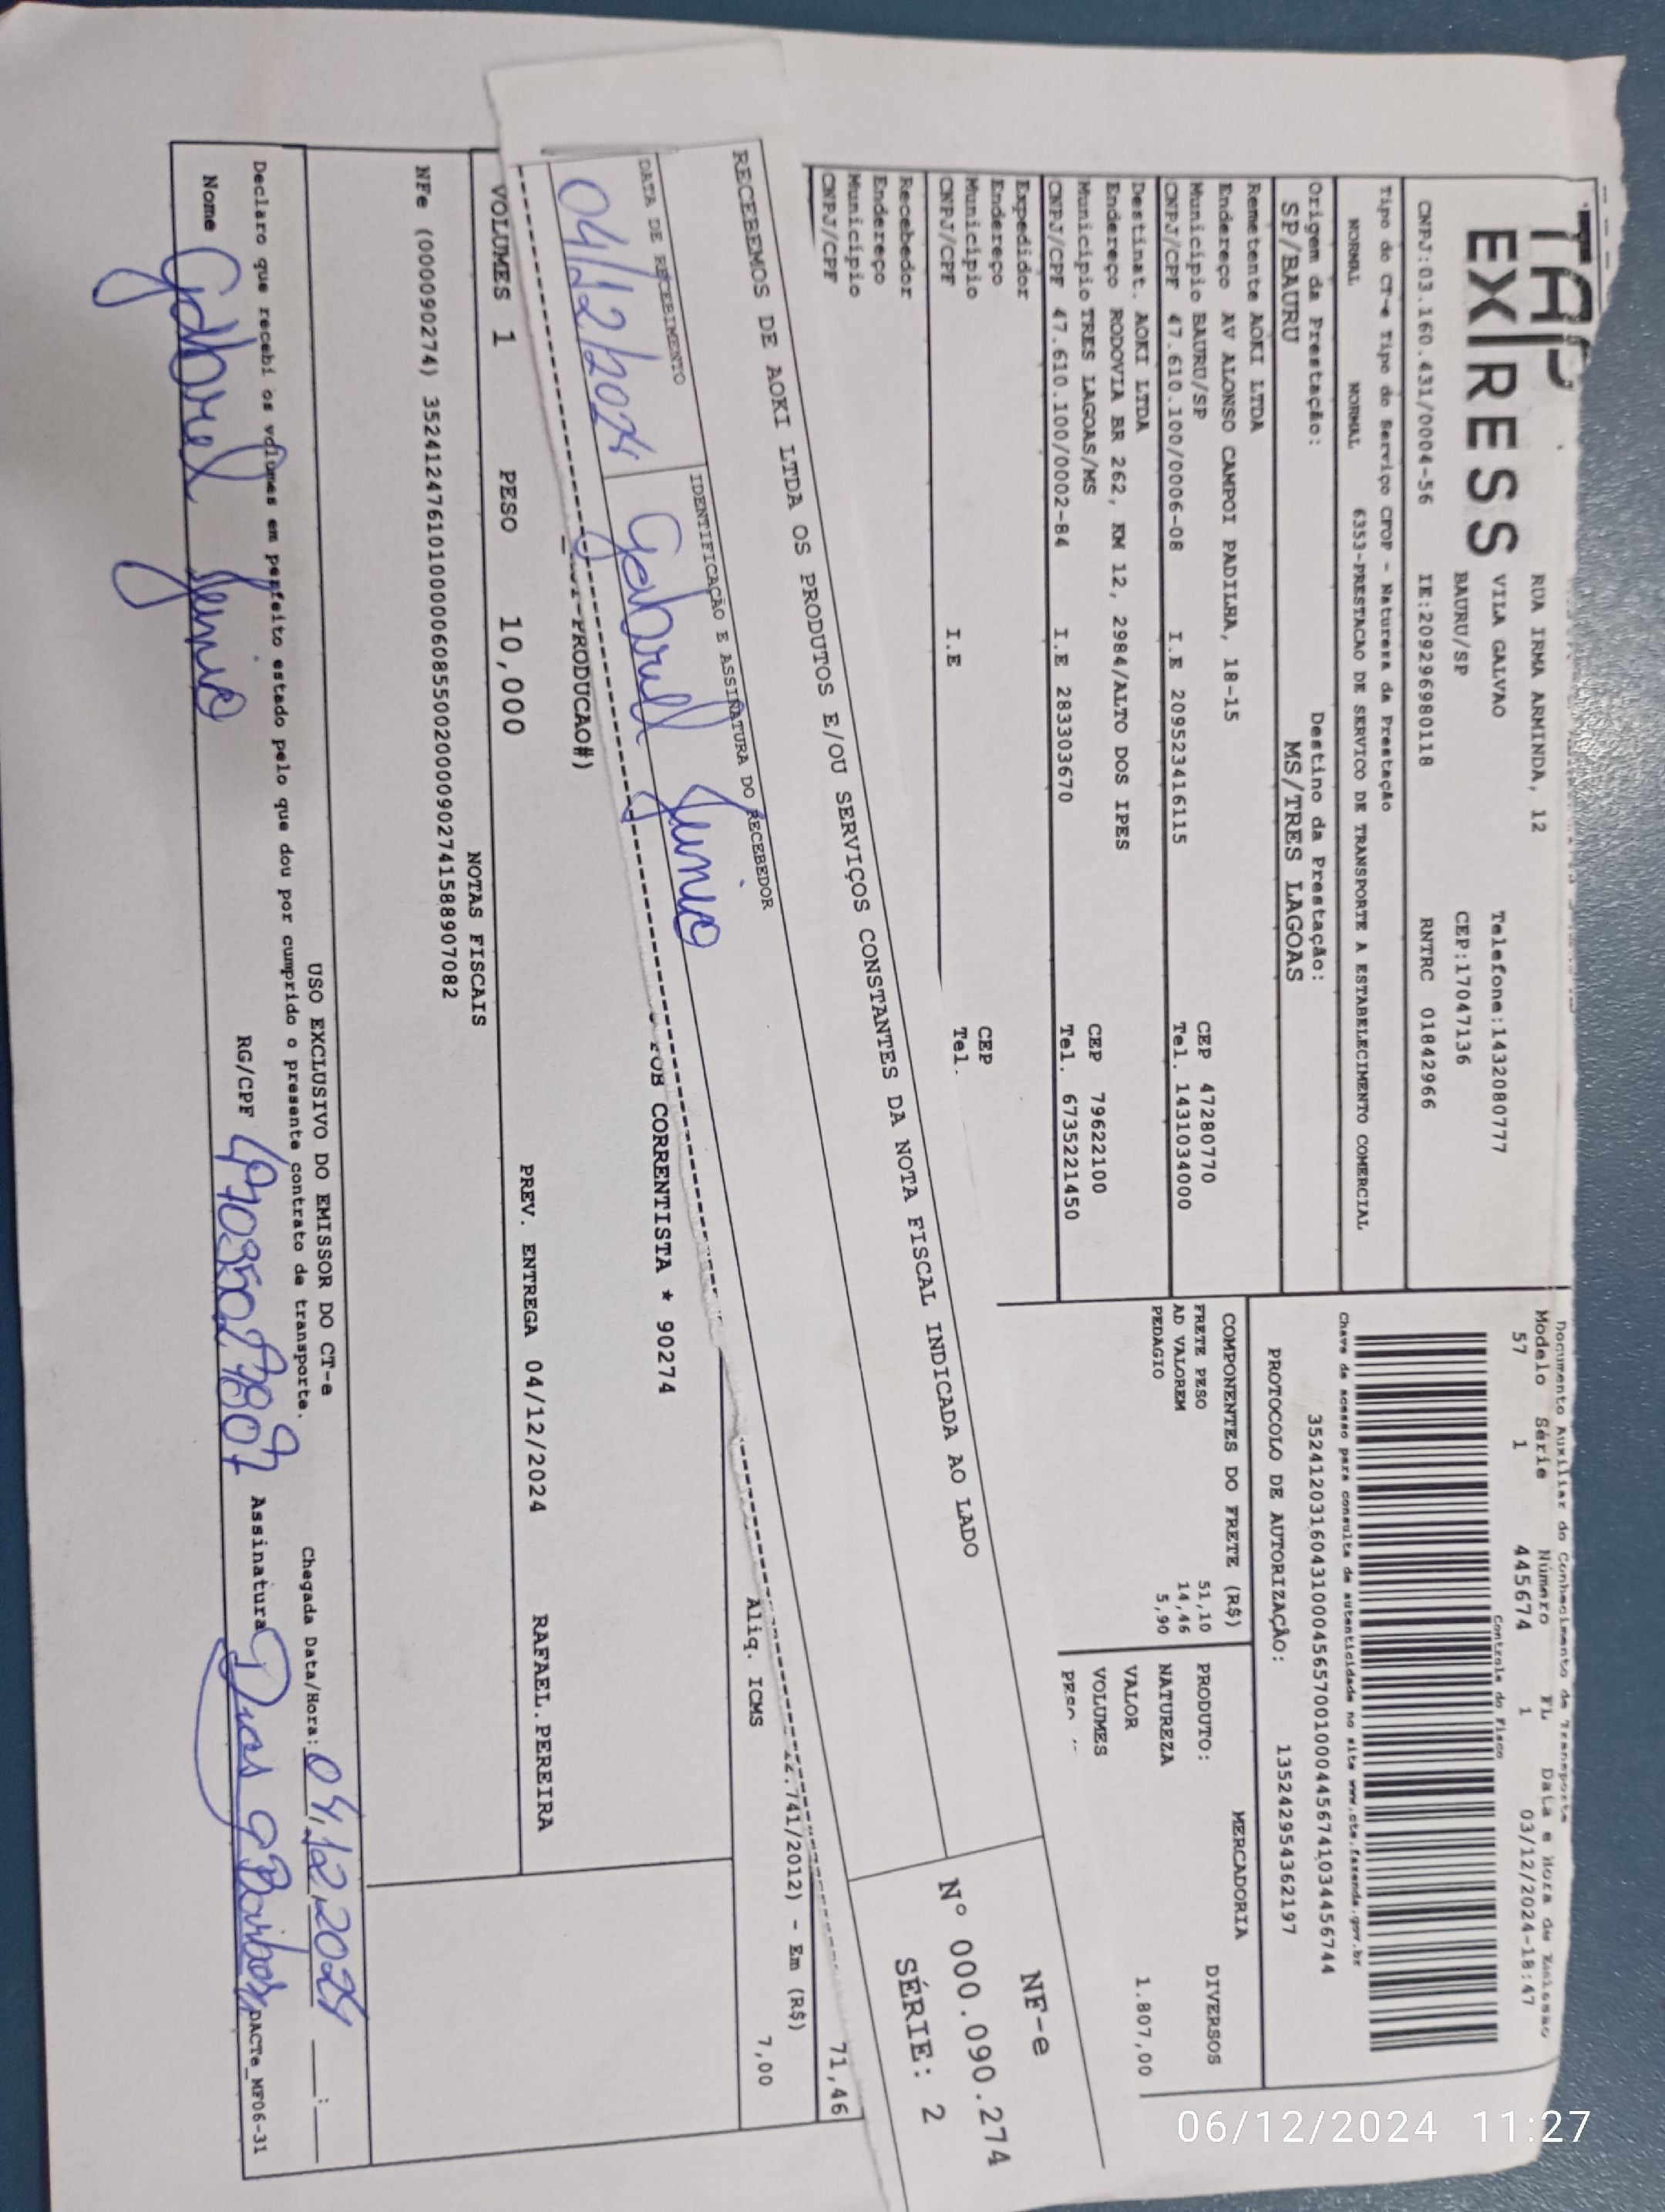 TAP
EXPRESS
RUA IRMA ARMINDA, 12
VILA GALVAO
BAURU/SP
Telefone:1432080777
CEP:17047136
CNPJ:03.160.431/0004-56 IE:209296980118 RNTRC 01842966
Documento Auxiliar do Conhecimento de Transporte
Modelo Série Número FL Data e Hora de Emissão
57 1 445674 1 03/12/2024-18:47
Controle do Fisco
Tipo do CT-e Tipo do Serviço CFOP - Natureza da Prestação
NORMAL NORMAL 6353-PRESTACAO DE SERVICO DE TRANSPORTE A ESTABELECIMENTO COMERCIAL
Chave de acesso para consulta de autenticidade no site www.cte.fazenda.gov.br
35241203160431000456570010004456741034456744
Origem da Prestação: Destino da Prestação:
SP/BAURU MS/TRES LAGOAS
PROTOCOLO DE AUTORIZAÇÃO: 135242954362197
Remetente AOKI LTDA
Endereço AV ALONSO CAMPOI PADILHA, 18-15
Município BAURU/SP CEP 47280770
CNPJ/CPF 47.610.100/0006-08 I.E 209523416115 Tel. 1431034000
Destinat. AOKI LTDA
Endereço RODOVIA BR 262, KM 12, 2984/ALTO DOS IPES
Município TRES LAGOAS/MS CEP 79622100
CNPJ/CPF 47.610.100/0002-84 I.E 283303670 Tel. 6735221450
Expedidor
Endereço
Município CEP
CNPJ/CPF I.E Tel.
Recebedor
Endereço
Município
CNPJ/CPF
COMPONENTES DO FRETE (R$)
FRETE PESO 51,10
AD VALOREM 14,46
PEDAGIO 5,90
MERCADORIA
PRODUTO: DIVERSOS
NATUREZA
VALOR 1.807,00
VOLUMES
PESO
RECEBEMOS DE AOKI LTDA OS PRODUTOS E/OU SERVIÇOS CONSTANTES DA NOTA FISCAL INDICADA AO LADO
NF-e
Nº 000.090.274
SÉRIE: 2
DATA DE RECEBIMENTO IDENTIFICAÇÃO E ASSINATURA DO RECEBEDOR
04/12/2024 Gabriel Junio
71,46
12.741/2012) - Em (R$)
Aliq. ICMS 7,00
CORRENTISTA * 90274
PRODUCAO#)
VOLUMES 1 PESO 10,000 PREV. ENTREGA 04/12/2024 RAFAEL.PEREIRA
NOTAS FISCAIS
NFe (000090274) 35241247610100000608550020000902741588907082
USO EXCLUSIVO DO EMISSOR DO CT-e
Declaro que recebi os volumes em perfeito estado pelo que dou por cumprido o presente contrato de transporte.
Chegada Data/Hora: 04/12/2024 __:__
Nome Gabriel Junio RG/CPF Assinatura Dias
DACTe_MF06-31
06/12/2024 11:27